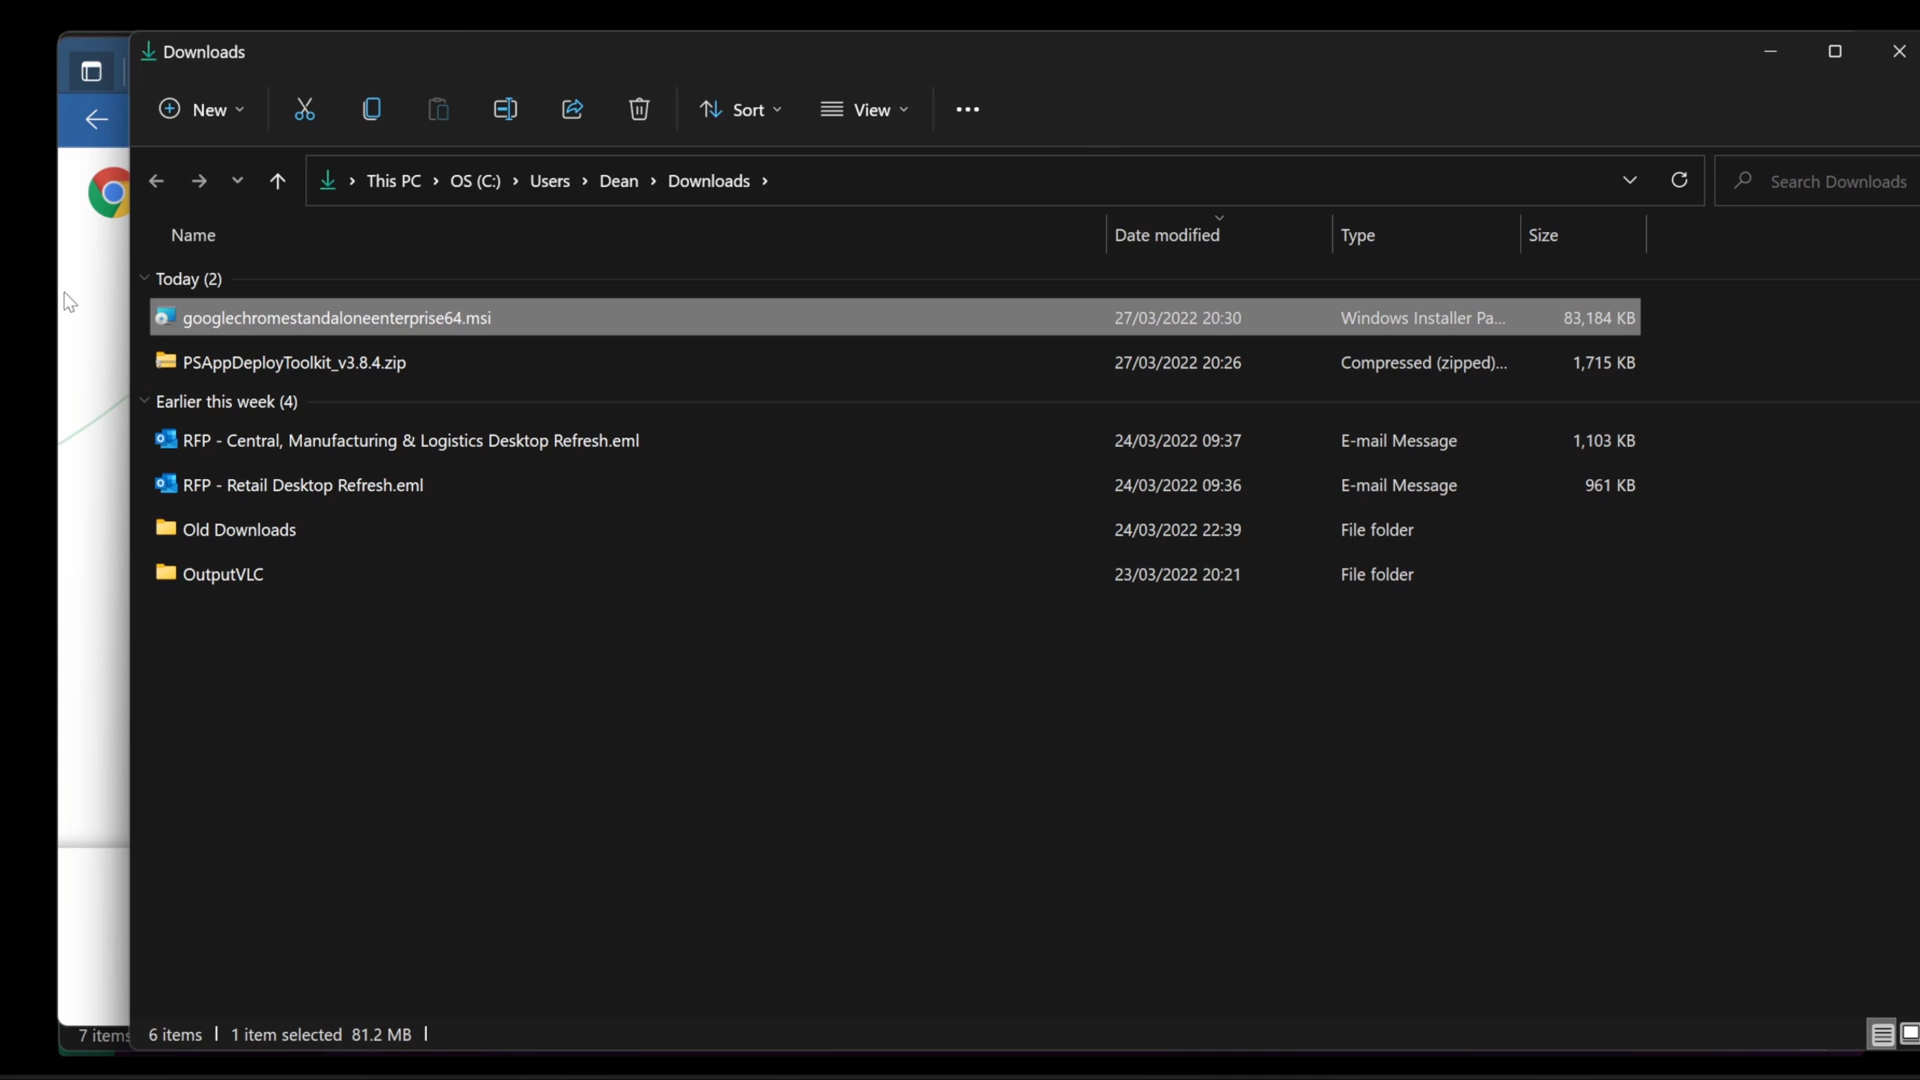 Downloads
New Sort View
This PC > OS (C:) > Users > Dean > Downloads > Search Downloads
Name Date modified Type Size
Today (2)
googlechromestandaloneenterprise64.msi 27/03/2022 20:30 Windows Installer Pa... 83,184 KB
PSAppDeployToolkit_v3.8.4.zip 27/03/2022 20:26 Compressed (zipped)... 1,715 KB
Earlier this week (4)
RFP - Central, Manufacturing & Logistics Desktop Refresh.eml 24/03/2022 09:37 E-mail Message 1,103 KB
RFP - Retail Desktop Refresh.eml 24/03/2022 09:36 E-mail Message 961 KB
Old Downloads 24/03/2022 22:39 File folder
OutputVLC 23/03/2022 20:21 File folder
7 items 6 items 1 item selected 81.2 MB